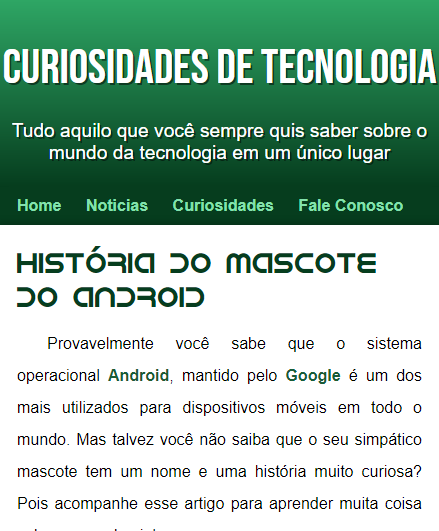 CURIOSIDADES DE TECNOLOGIA
Tudo aquilo que você sempre quis saber sobre o
mundo da tecnologia em um único lugar
Home Noticias Curiosidades Fale Conosco
HISTÓRIA DO MASCOTE
DO ANDROID
Provavelmente você sabe que o sistema
operacional Android, mantido pelo Google é um dos
mais utilizados para dispositivos móveis em todo o
mundo. Mas talvez você não saiba que o seu simpático
mascote tem um nome e uma história muito curiosa?
Pois acompanhe esse artigo para aprender muita coisa